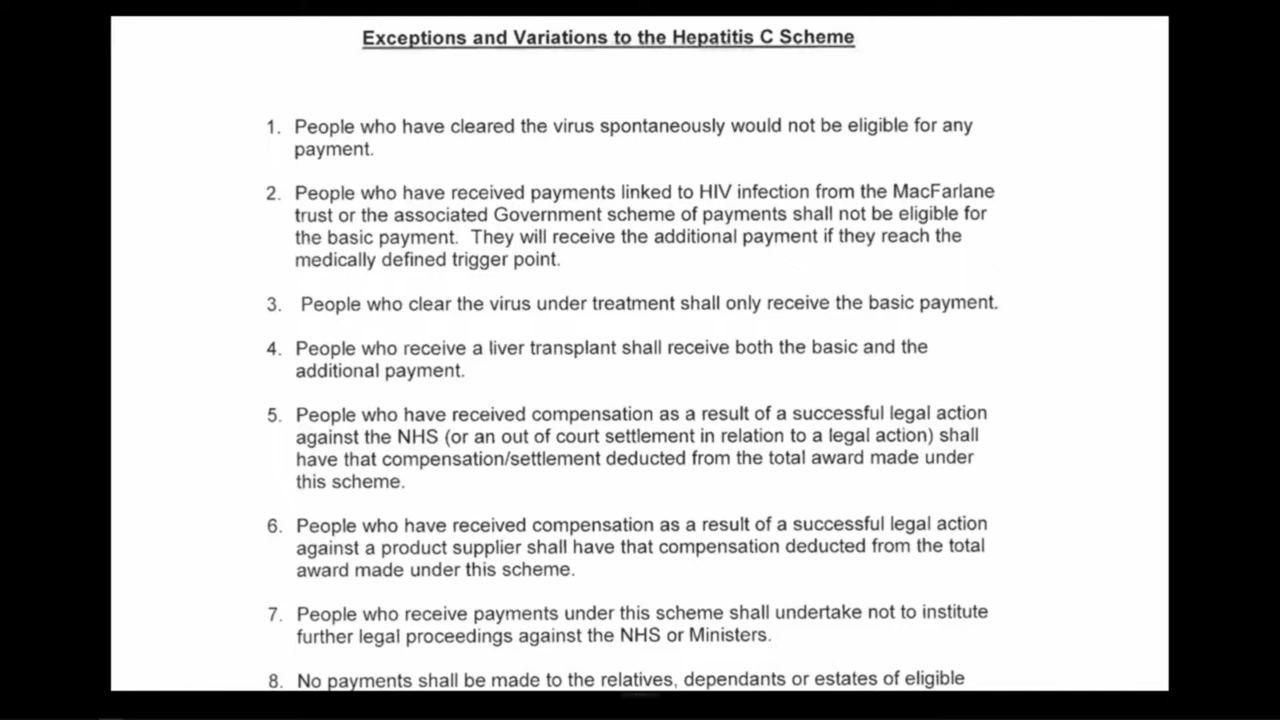 Exceptions and Variations to the Hepatitis C Scheme
1. People who have cleared the virus spontaneously would not be eligible for any
payment.
2. People who have received payments linked to HIV infection from the MacFarlane
trust or the associated Government scheme of payments shall not be eligible for
the basic payment. They will receive the additional payment if they reach the
medically defined trigger point.
3. People who clear the virus under treatment shall only receive the basic payment.
4. People who receive a liver transplant shall receive both the basic and the
additional payment.
5. People who have received compensation as a result of a successful legal action
against the NHS (or an out of court settlement in relation to a legal action) shall
have that compensation/settlement deducted from the total award made under
this scheme.
6. People who have received compensation as a result of a successful legal action
against a product supplier shall have that compensation deducted from the total
award made under this scheme.
7. People who receive payments under this scheme shall undertake not to institute
further legal proceedings against the NHS or Ministers.
8. No payments shall be made to the relatives, dependants or estates of eligible